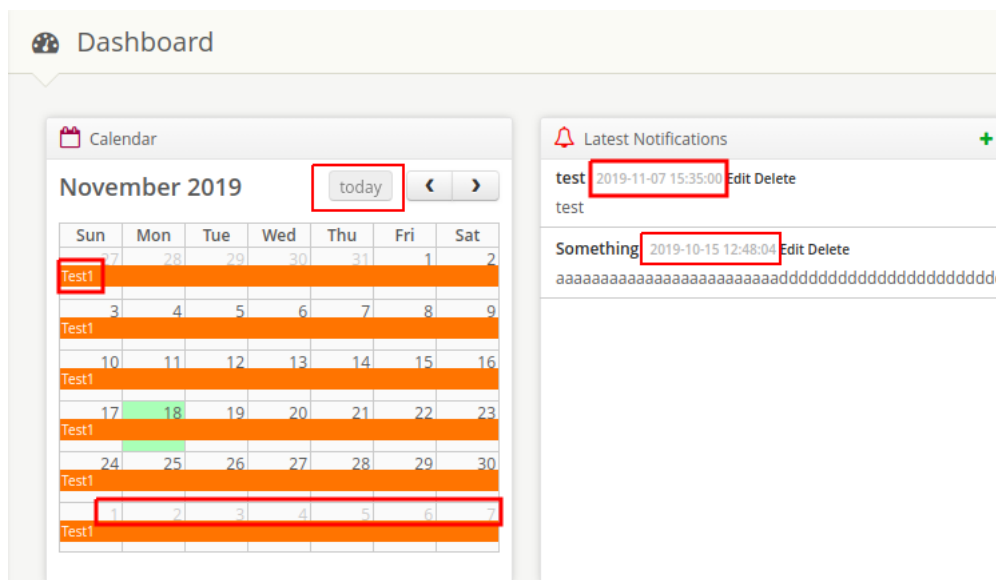 Dashboard
Calendar
November 2019
today
Sun Mon Tue Wed Thu Fri Sat
27 28 29 30 31 1 2
Test1
3 4 5 6 7 8 9
Test1
10 11 12 13 14 15 16
Test1
17 18 19 20 21 22 23
Test1
24 25 26 27 28 29 30
Test1
1 2 3 4 5 6 7
Test1
Latest Notifications
test 2019-11-07 15:35:00 Edit Delete
test
Something 2019-10-15 12:48:04 Edit Delete